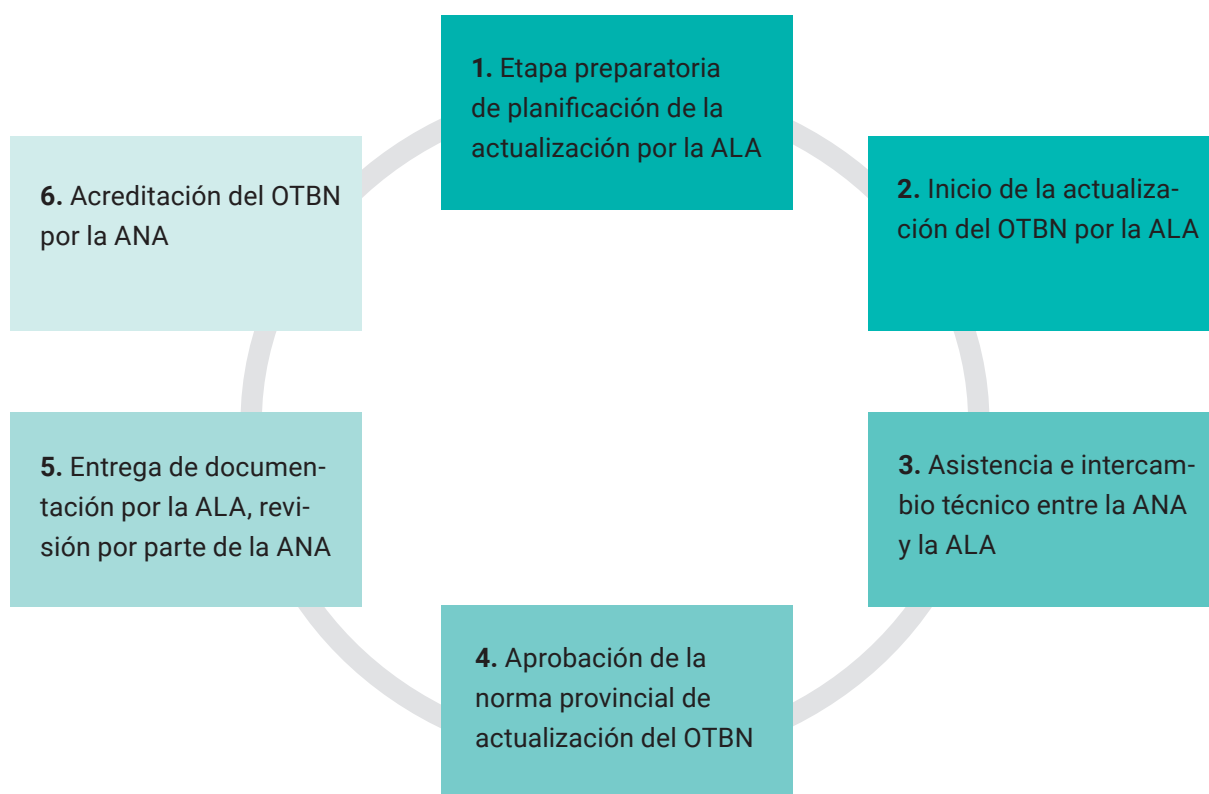 1. Etapa preparatoria
de planificación de la
actualización por la ALA
2. Inicio de la actualiza-
ción del OTBN por la ALA
3. Asistencia e intercam-
bio técnico entre la ANA
y la ALA
4. Aprobación de la
norma provincial de
actualización del OTBN
5. Entrega de documen-
tación por la ALA, revi-
sión por parte de la ANA
6. Acreditación del OTBN
por la ANA